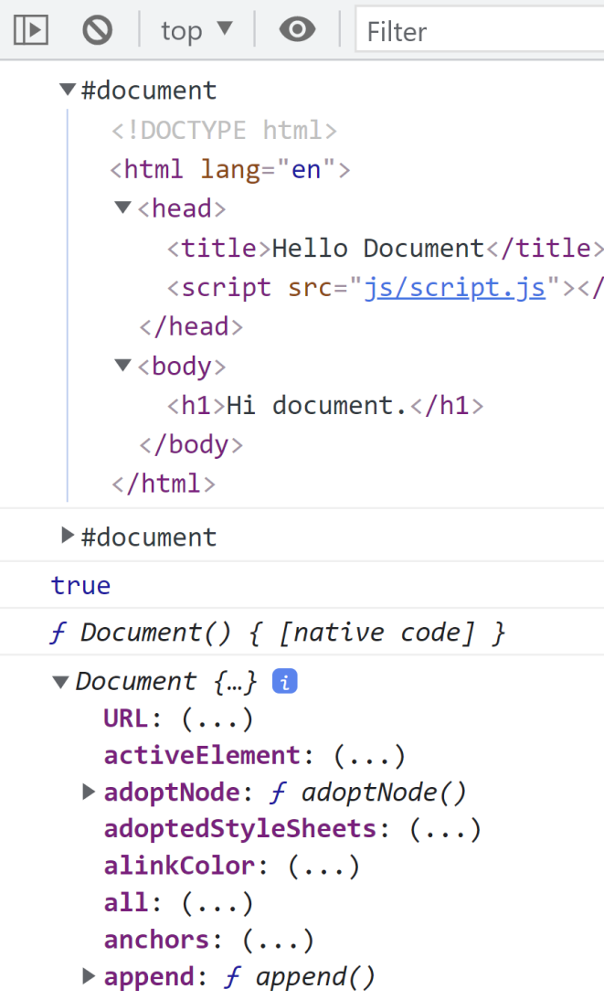 top
Filter
#document
<!DOCTYPE html>
<html lang="en">
<head>
<title>Hello Document</title>
<script src="js/script.js"></
</head>
<body>
<h1>Hi document.</h1>
</body>
</html>
#document
true
ƒ Document() { [native code] }
Document {…} i
URL: (...)
activeElement: (...)
adoptNode: ƒ adoptNode()
adoptedStyleSheets: (...)
alinkColor: (...)
all: (...)
anchors: (...)
append: ƒ append()